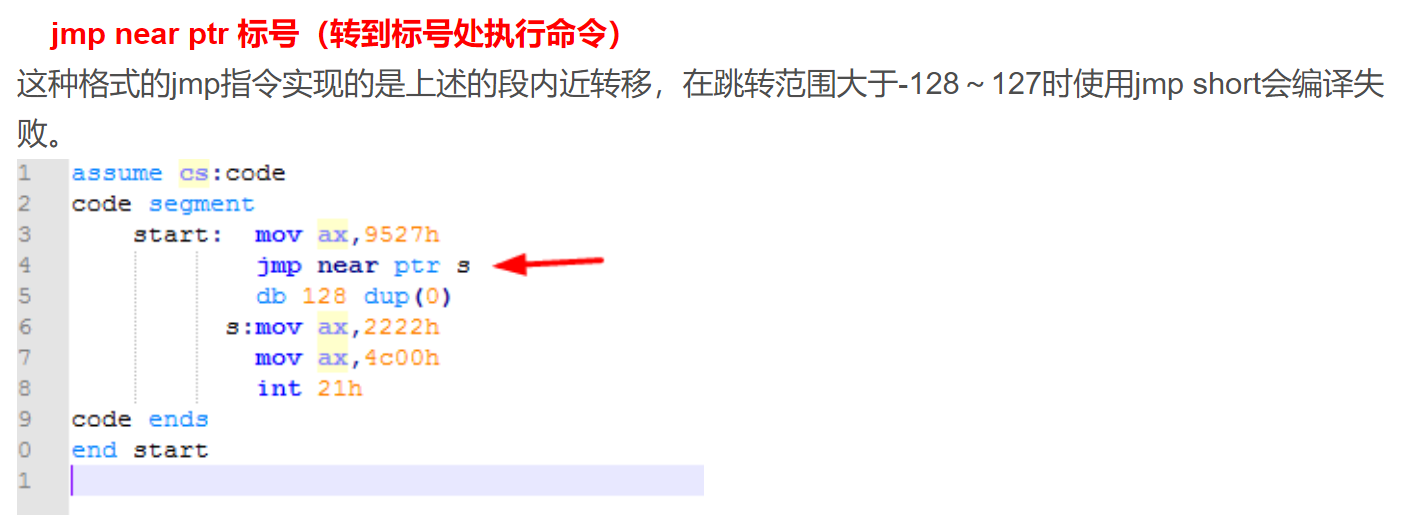 jmp near ptr 标号（转到标号处执行命令）
这种格式的jmp指令实现的是上述的段内近转移，在跳转范围大于-128～127时使用jmp short会编译失
败。
1 assume cs:code
2 code segment
3 start: mov ax,9527h
4 jmp near ptr s
5 db 128 dup(0)
6 s:mov ax,2222h
7 mov ax,4c00h
8 int 21h
9 code ends
0 end start
1